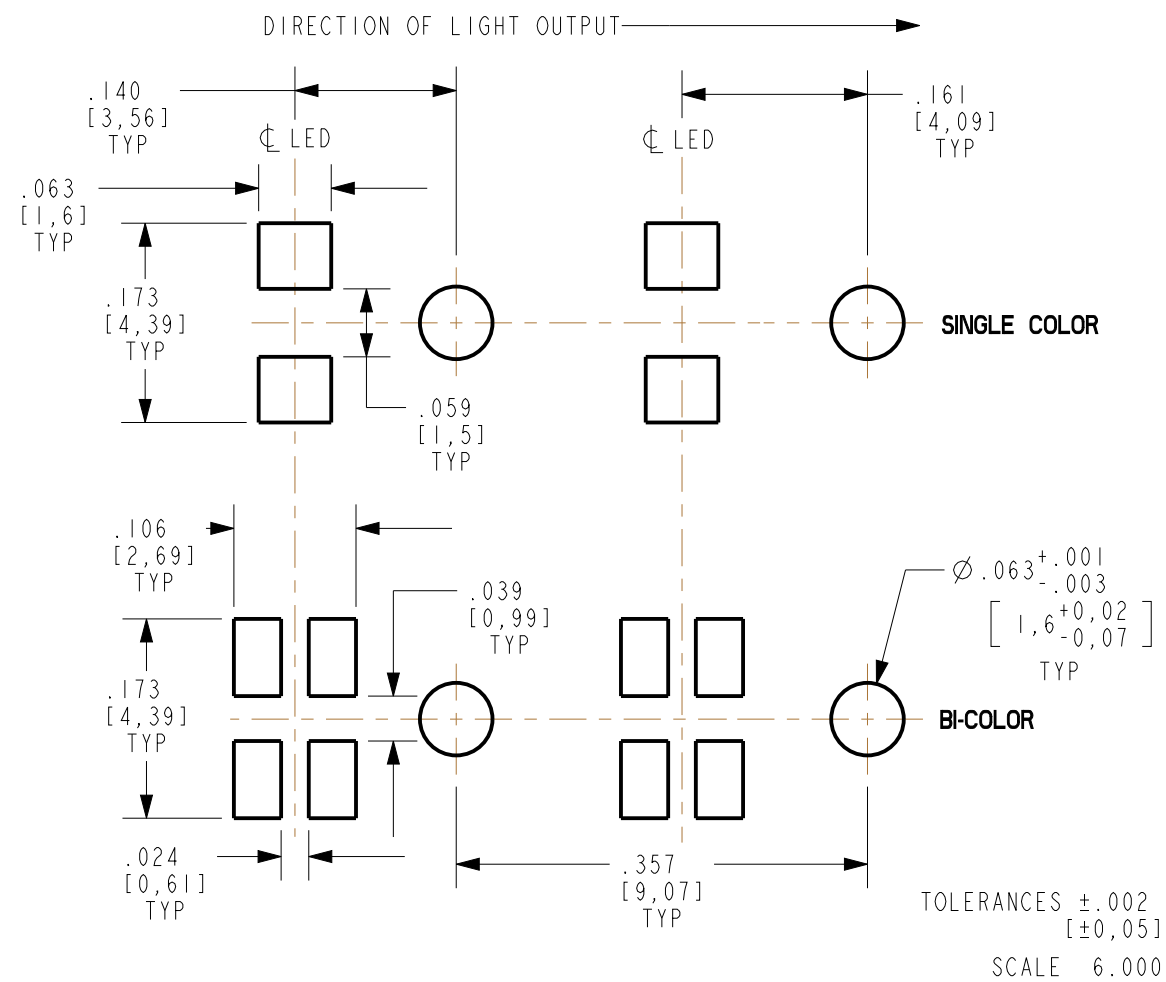 DIRECTION OF LIGHT OUTPUT
.140
[3,56]
TYP
.161
[4,09]
TYP
℄ LED
℄ LED
.063
[1,6]
TYP
.173
[4,39]
TYP
SINGLE COLOR
.059
[1,5]
TYP
.106
[2,69]
TYP
.039
[0,99]
TYP
Ø.063 +.001
-.003
[1,6 +0,02
-0,07]
TYP
.173
[4,39]
TYP
BI-COLOR
.024
[0,61]
TYP
.357
[9,07]
TYP
TOLERANCES ±.002
[±0,05]
SCALE 6.000